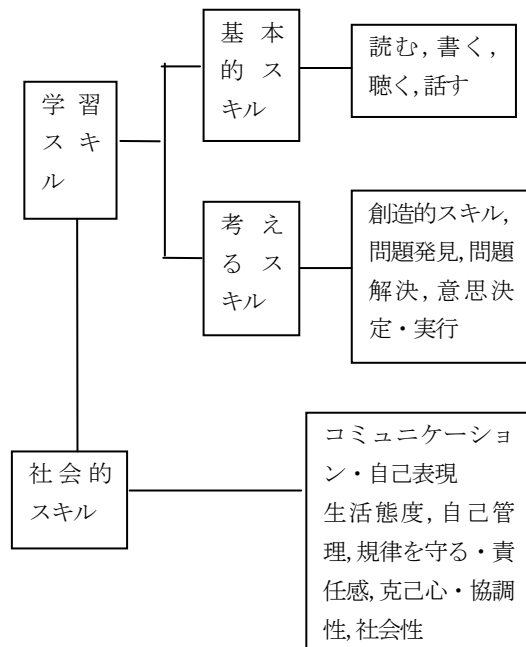 基本
的ス
キル
読む,書く,
聴く,話す
学習
スキ
ル
考え
るス
キル
創造的スキル,
問題発見,問題
解決,意思決
定・実行
社会的
スキル
コミュニケーショ
ン・自己表現
生活態度,自己管
理,規律を守る・責
任感,克己心・協調
性,社会性